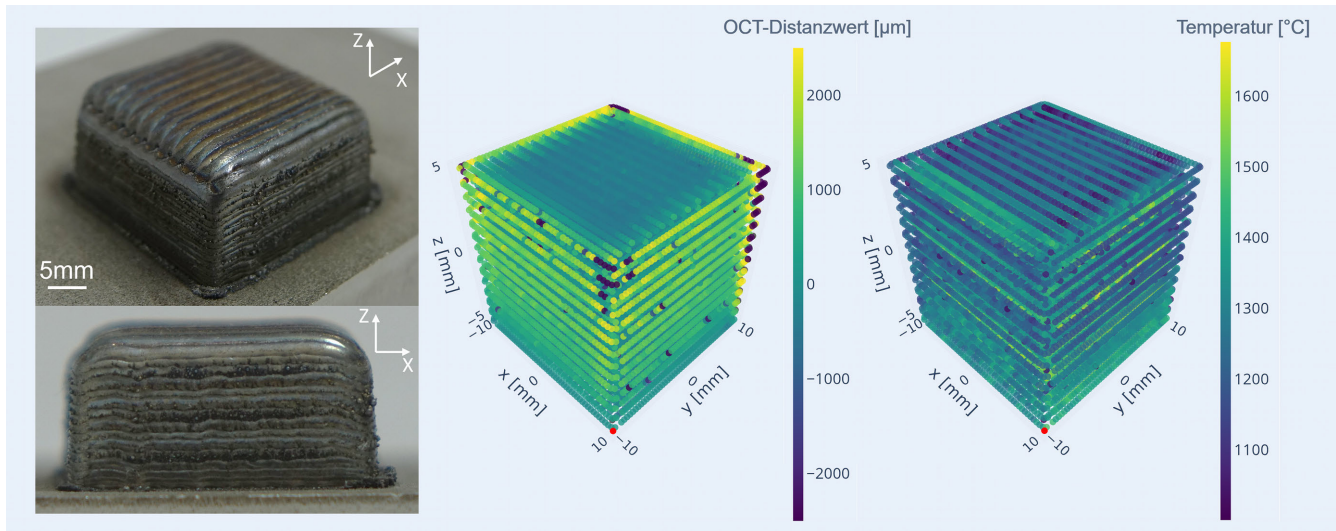 Z
X
5mm
Z
X
OCT-Distanzwert [µm]
2000
1000
0
−1000
−2000
5
0
−5
z [mm]
−10
0
10
x [mm]
−10
0
10
y [mm]
Temperatur [°C]
1600
1500
1400
1300
1200
1100
5
0
−5
z [mm]
−10
0
10
x [mm]
−10
0
10
y [mm]